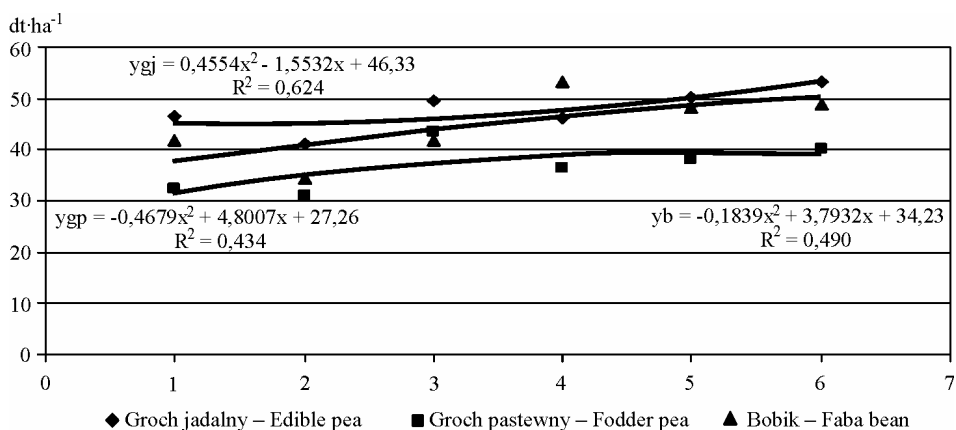 dt·ha⁻¹
60
ygj = 0,4554x² - 1,5532x + 46,33
R² = 0,624
50
40
30
ygp = -0,4679x² + 4,8007x + 27,26
R² = 0,434
yb = -0,1839x² + 3,7932x + 34,23
R² = 0,490
20
10
0
0 1 2 3 4 5 6 7
Groch jadalny – Edible pea Groch pastewny – Fodder pea Bobik – Faba bean